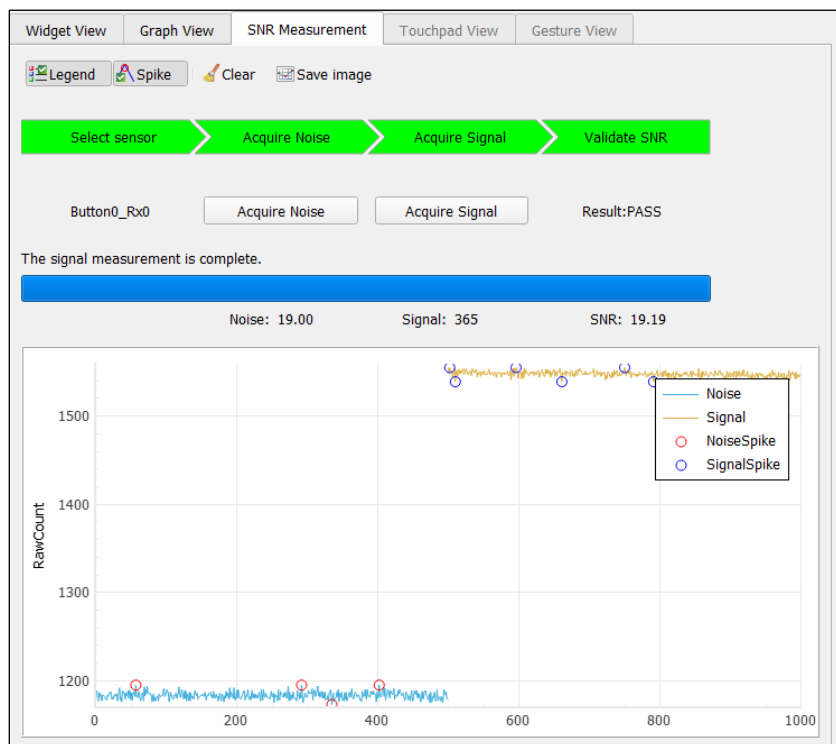 Widget View Graph View SNR Measurement Touchpad View Gesture View
Legend Spike Clear Save image
Select sensor Acquire Noise Acquire Signal Validate SNR
Button0_Rx0 Acquire Noise Acquire Signal Result:PASS
The signal measurement is complete.
Noise: 19.00 Signal: 365 SNR: 19.19
Noise
Signal
NoiseSpike
SignalSpike
RawCount
1500
1400
1300
1200
0 200 400 600 800 1000